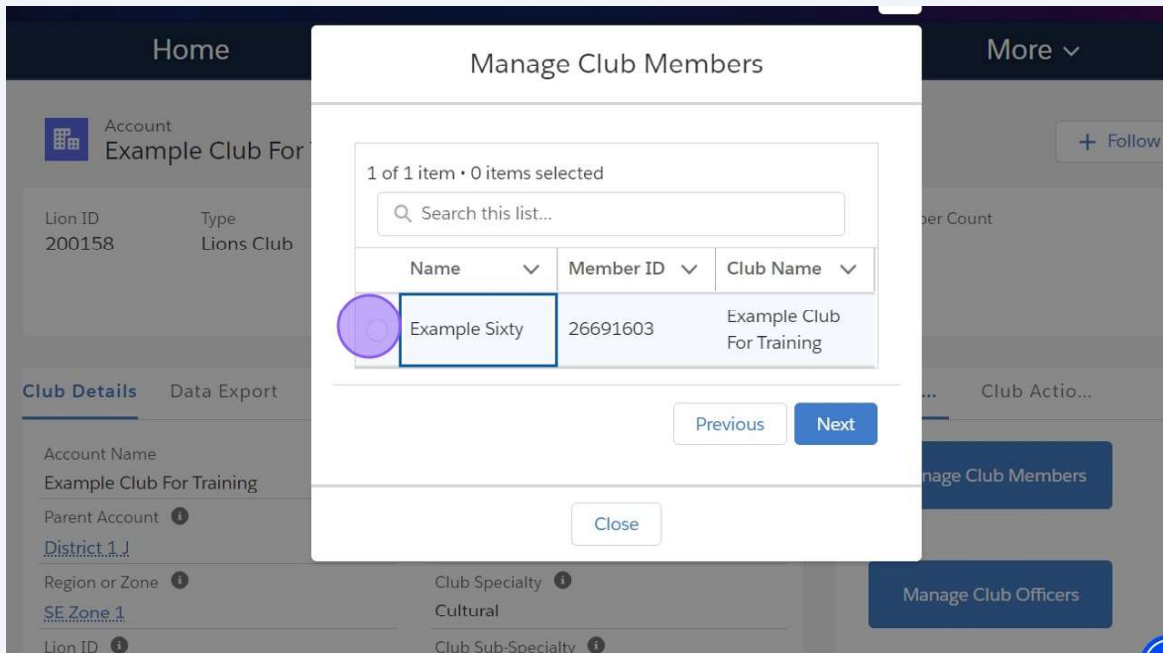 Home
More
Manage Club Members
Account
Example Club For
+ Follow
1 of 1 item • 0 items selected
Search this list...
Lion ID
Type
Count
200158
Lions Club
Name
Member ID
Club Name
Example Sixty
26691603
Example Club
For Training
Club Details
Data Export
...
Club Actio...
Previous
Next
Account Name
Example Club For Training
Club Members
Parent Account
District 1 J
Close
Region or Zone
SE Zone 1
Club Specialty
Cultural
Manage Club Officers
Lion ID
Club Sub-Specialty